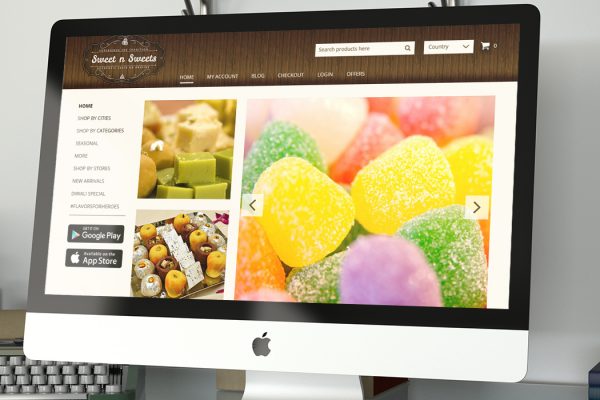 Sweet n Sweets
Search products here
Country
0
HOME
MY ACCOUNT
BLOG
CHECKOUT
LOGIN
OFFERS
HOME
SHOP BY CITIES
SHOP BY CATEGORIES
SEASONAL
MORE
SHOP BY STORES
NEW ARRIVALS
DIWALI SPECIAL
#FLAVORSFORHEROES
GET IT ON
Google Play
Available on the
App Store